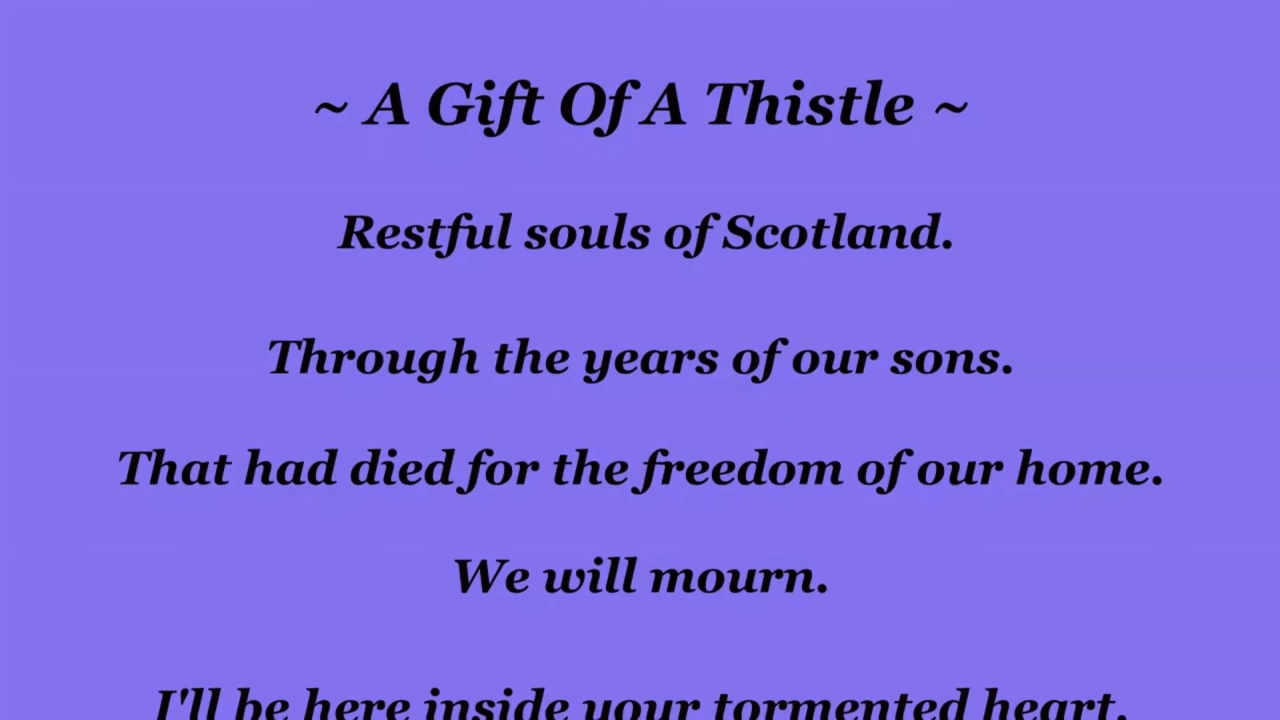 ~ A Gift Of A Thistle ~
Restful souls of Scotland.
Through the years of our sons.
That had died for the freedom of our home.
We will mourn.
I'll be here inside your tormented heart.